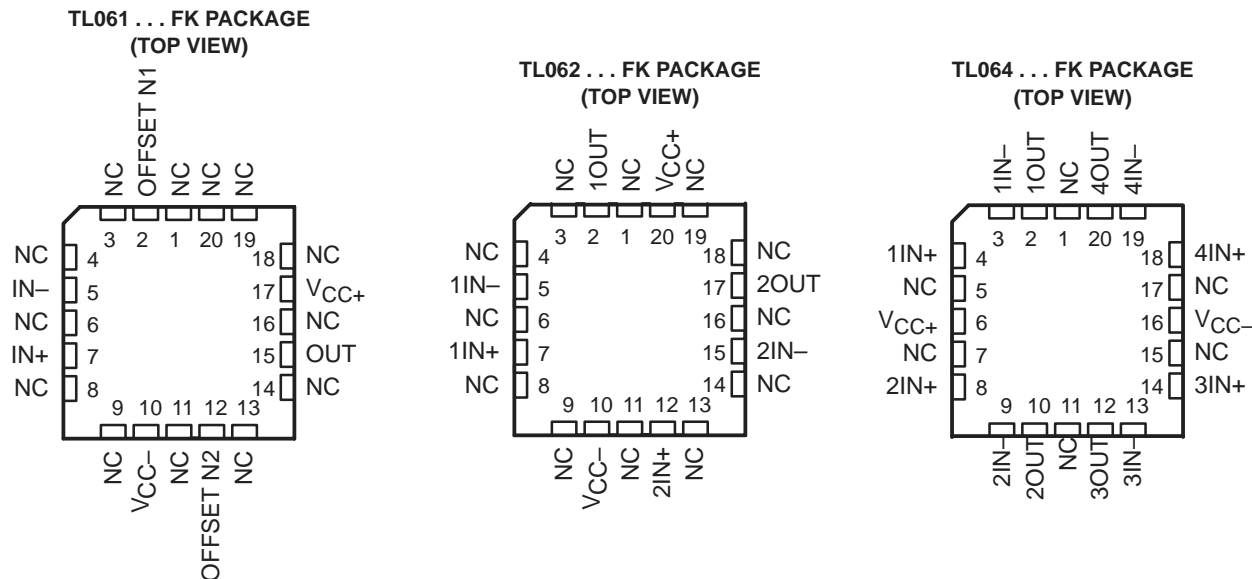 TL061 . . . FK PACKAGE
(TOP VIEW)
NC
OFFSET N1
NC
NC
NC
3
2
1
20
19
NC 4
IN– 5
NC 6
IN+ 7
NC 8
18 NC
17 VCC+
16 NC
15 OUT
14 NC
9
10
11
12
13
NC
VCC–
NC
OFFSET N2
NC
TL062 . . . FK PACKAGE
(TOP VIEW)
NC
1OUT
NC
VCC+
NC
3
2
1
20
19
NC 4
1IN– 5
NC 6
1IN+ 7
NC 8
18 NC
17 2OUT
16 NC
15 2IN–
14 NC
9
10
11
12
13
NC
VCC–
NC
2IN+
NC
TL064 . . . FK PACKAGE
(TOP VIEW)
1IN–
1OUT
NC
4OUT
4IN–
3
2
1
20
19
1IN+ 4
NC 5
VCC+ 6
NC 7
2IN+ 8
18 4IN+
17 NC
16 VCC–
15 NC
14 3IN+
9
10
11
12
13
2IN–
2OUT
NC
3OUT
3IN–